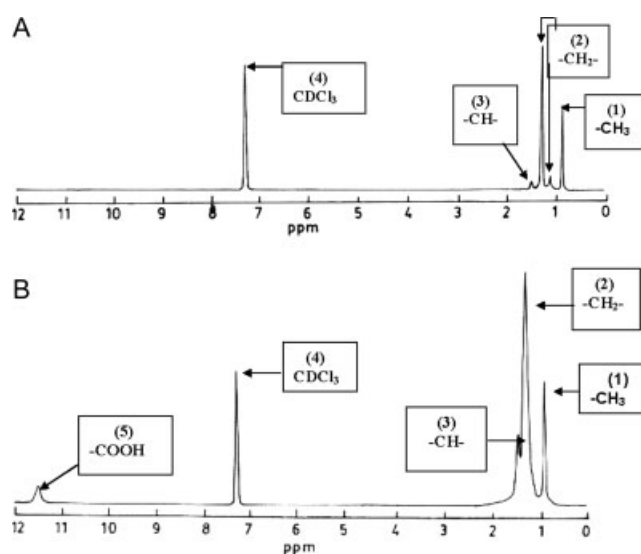 A
(2)
-CH₂-
(4)
CDCl₃
(3)
-CH-
(1)
-CH₃
12 11 10 9 8 7 6 5 4 3 2 1 0
ppm
B
(2)
-CH₂-
(4)
CDCl₃
(1)
-CH₃
(3)
-CH-
(5)
-COOH
12 11 10 9 8 7 6 5 4 3 2 1 0
ppm